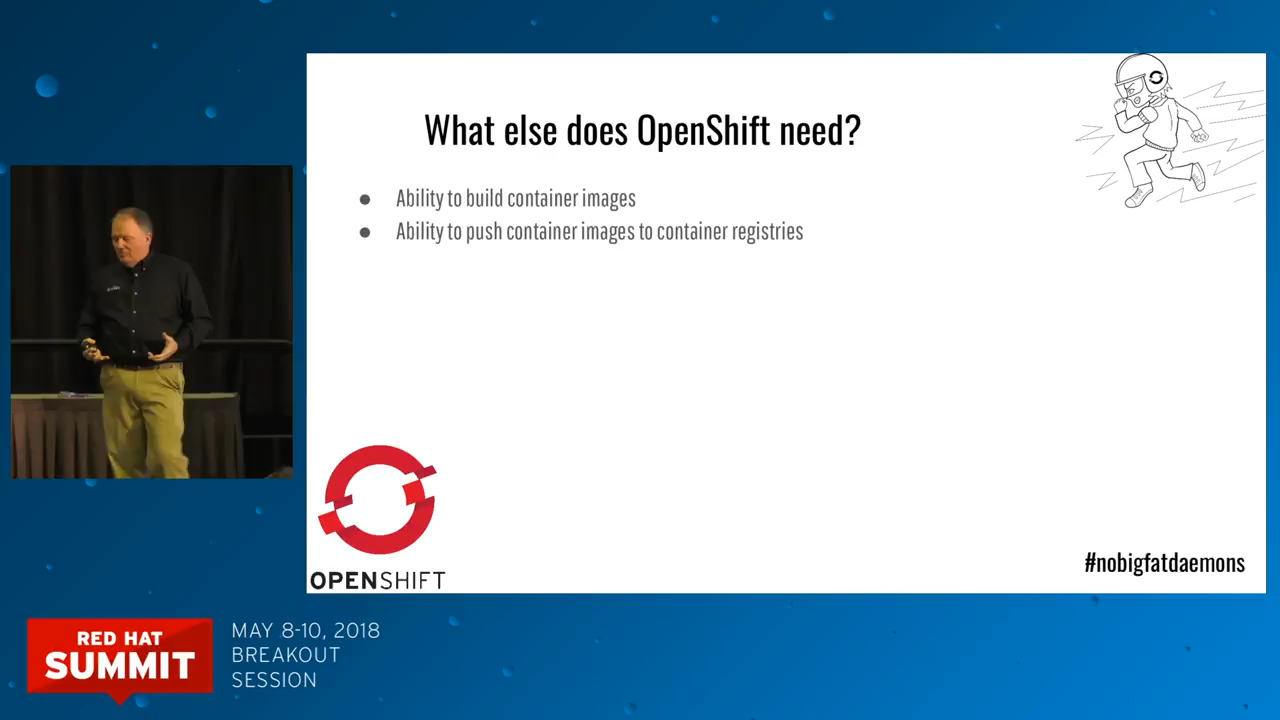 What else does OpenShift need?
● Ability to build container images
● Ability to push container images to container registries
OPENSHIFT
#nobigfatdaemons
RED HAT
SUMMIT
MAY 8-10, 2018
BREAKOUT
SESSION